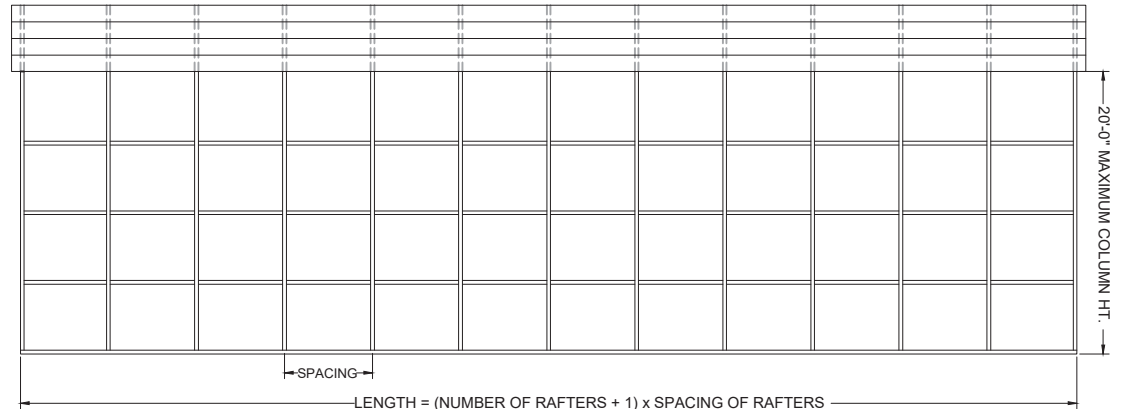 20'-0" MAXIMUM COLUMN HT.
SPACING
LENGTH = (NUMBER OF RAFTERS + 1) x SPACING OF RAFTERS